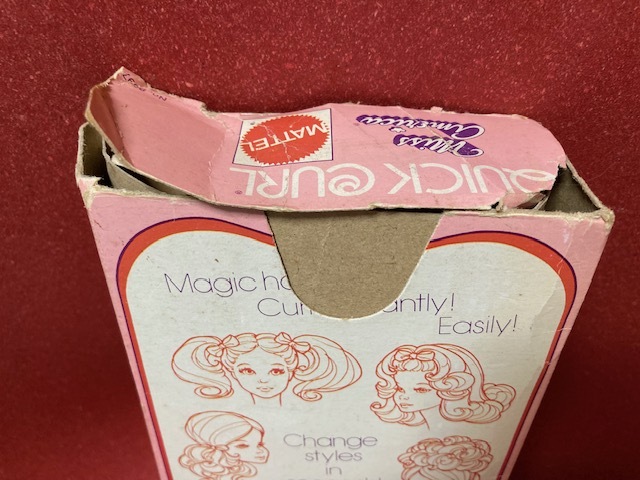 Miss
America
MATTEL
QUICK CURL®
Magic
Easily!
Change
styles
in